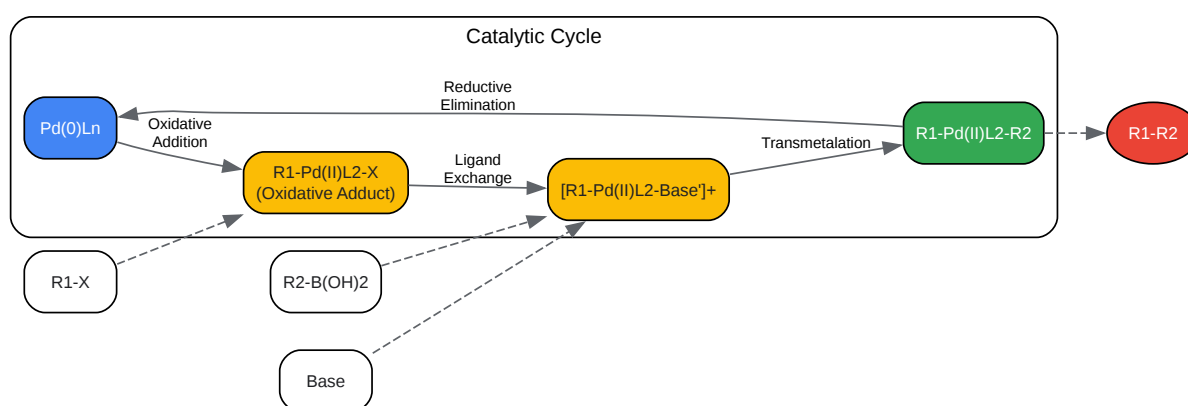 Catalytic Cycle
Reductive
Elimination
Pd(0)Ln
Oxidative
Addition
R1-Pd(II)L2-R2
R1-R2
Transmetalation
Ligand
Exchange
R1-Pd(II)L2-X
(Oxidative Adduct)
[R1-Pd(II)L2-Base']+
R1-X
R2-B(OH)2
Base